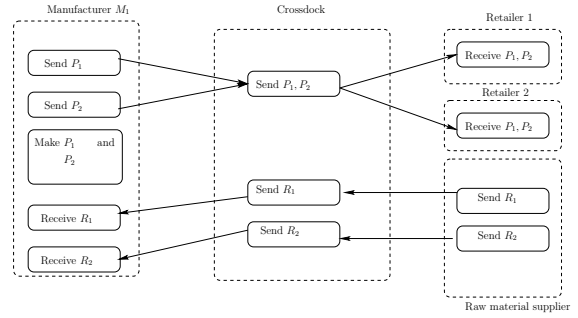 Manufacturer M₁
Send P₁
Send P₂
Make P₁ and
P₂
Receive R₁
Receive R₂
Crossdock
Send P₁, P₂
Send R₁
Send R₂
Retailer 1
Receive P₁, P₂
Retailer 2
Receive P₁, P₂
Send R₁
Send R₂
Raw material supplier